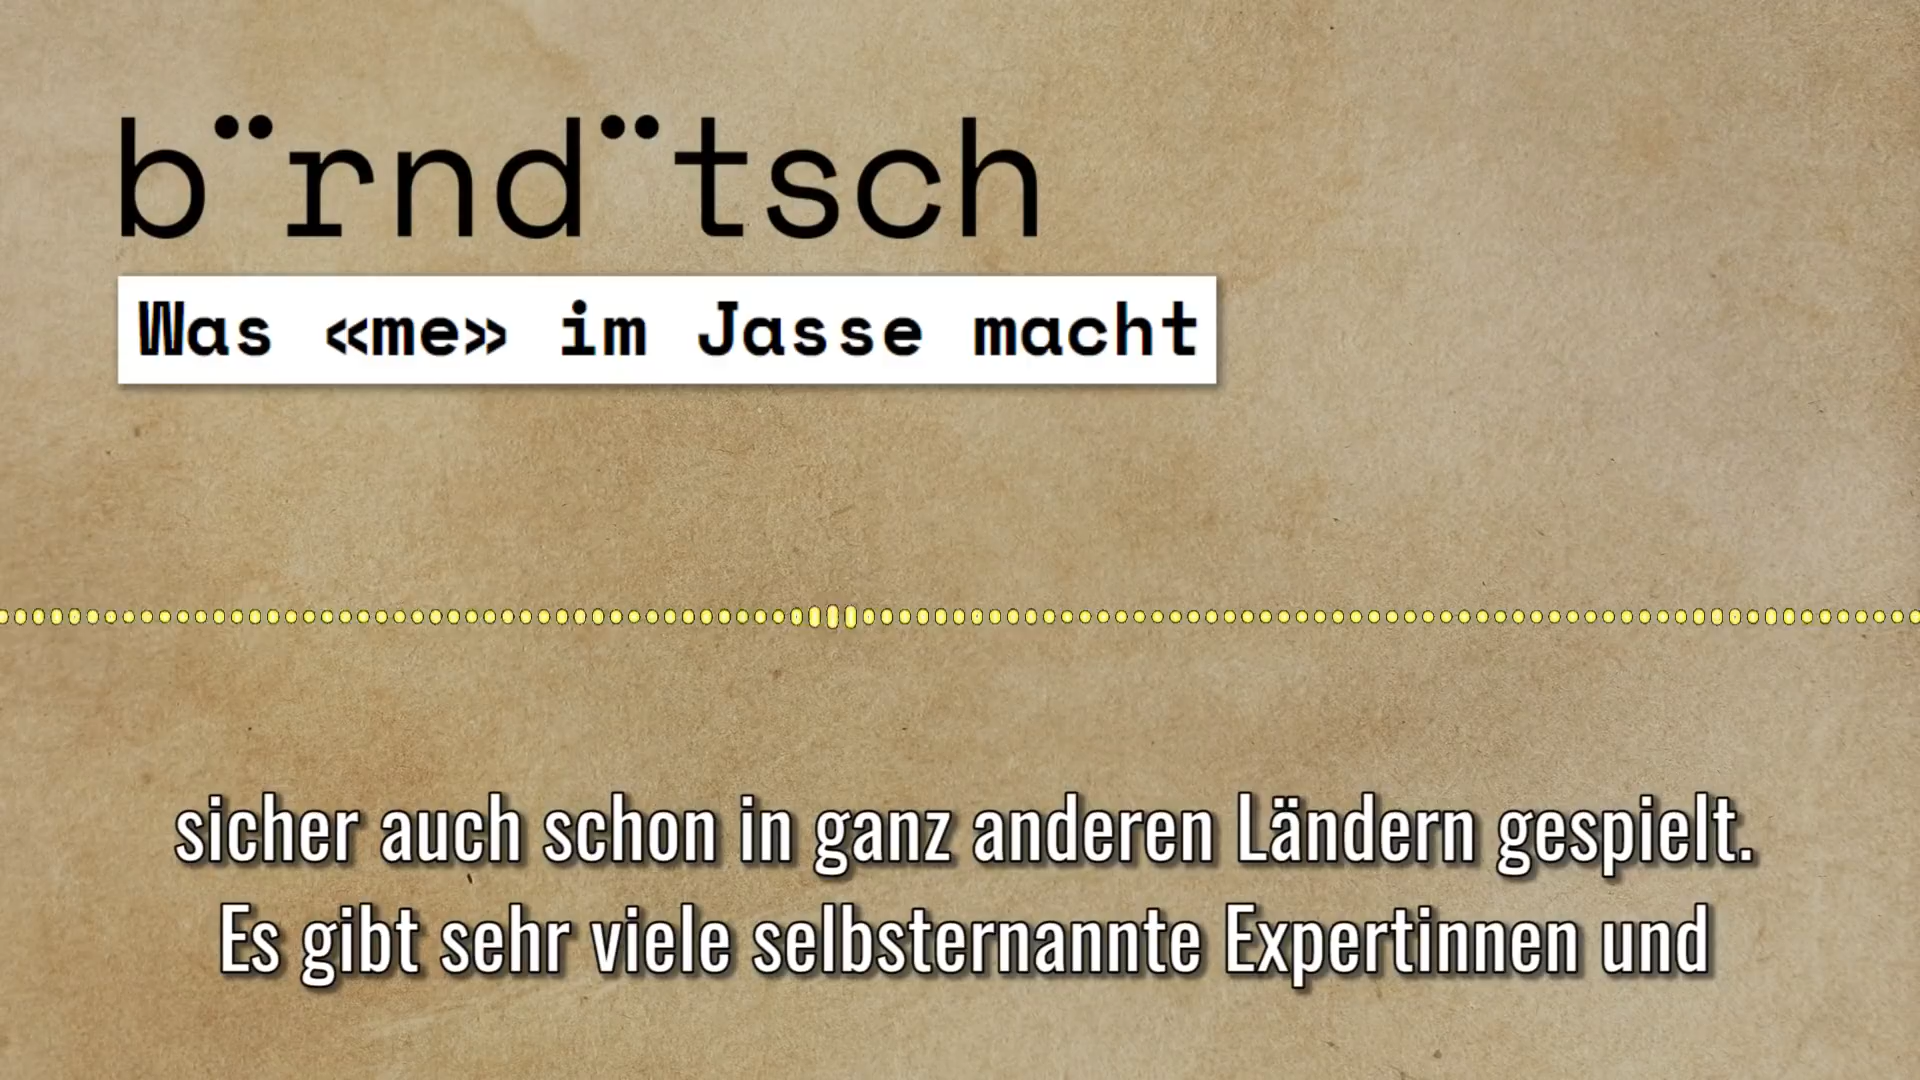 b¨rnd¨tsch
Was «me» im Jasse macht
sicher auch schon in ganz anderen Ländern gespielt.
Es gibt sehr viele selbsternannte Expertinnen und